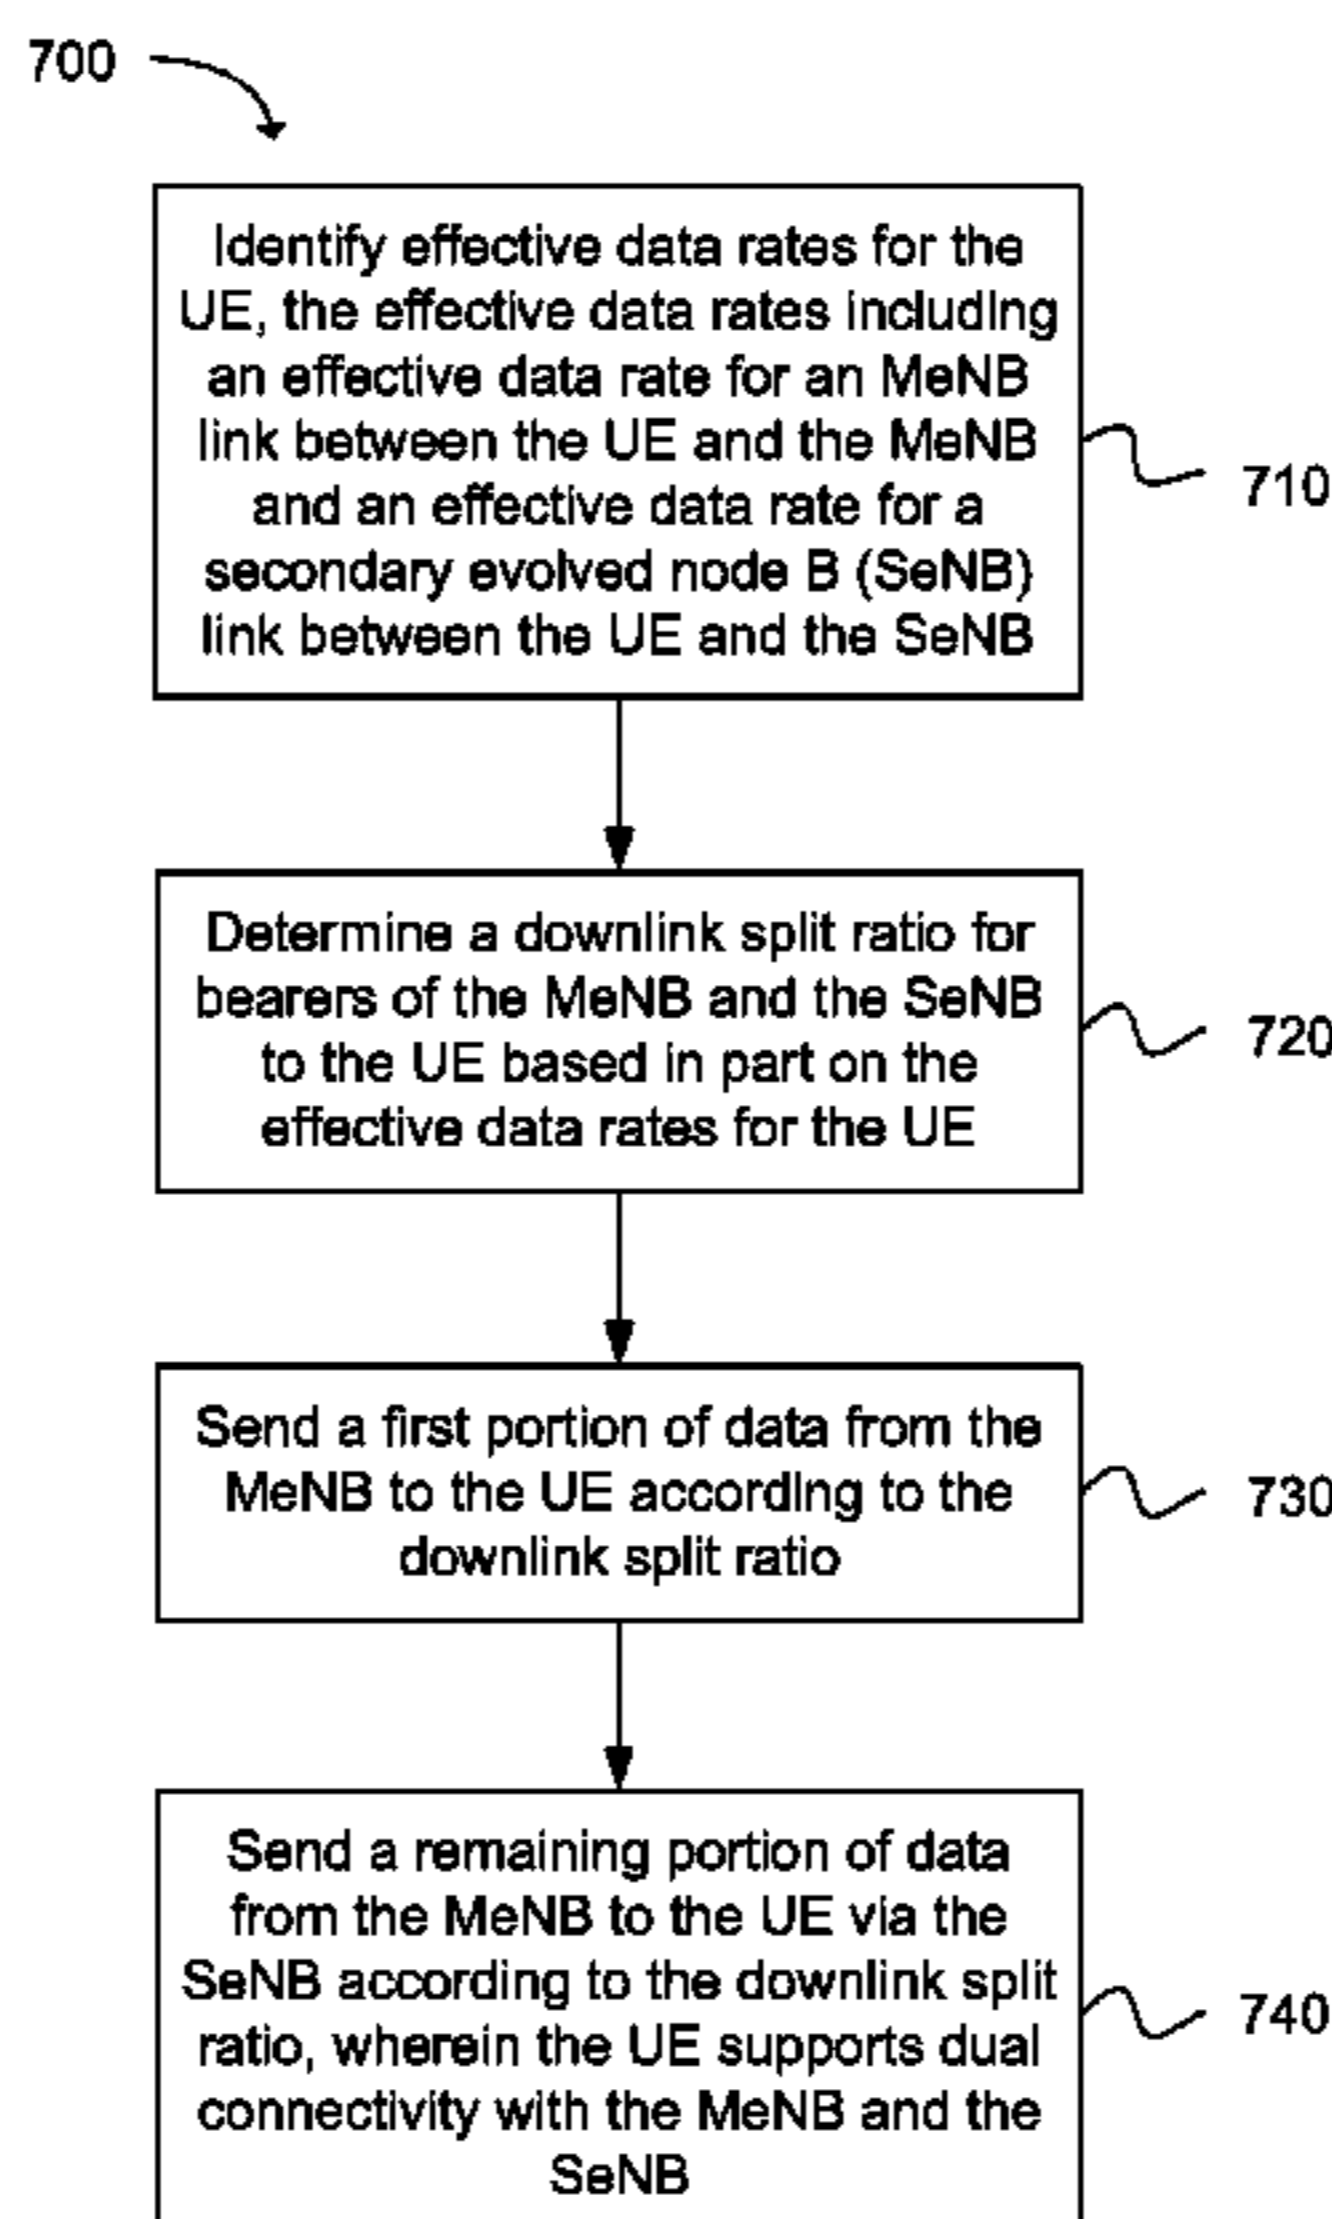 700
Identify effective data rates for the
UE, the effective data rates including
an effective data rate for an MeNB
link between the UE and the MeNB
and an effective data rate for a
secondary evolved node B (SeNB)
link between the UE and the SeNB
710
Determine a downlink split ratio for
bearers of the MeNB and the SeNB
to the UE based in part on the
effective data rates for the UE
720
Send a first portion of data from the
MeNB to the UE according to the
downlink split ratio
730
Send a remaining portion of data
from the MeNB to the UE via the
SeNB according to the downlink split
ratio, wherein the UE supports dual
connectivity with the MeNB and the
SeNB
740